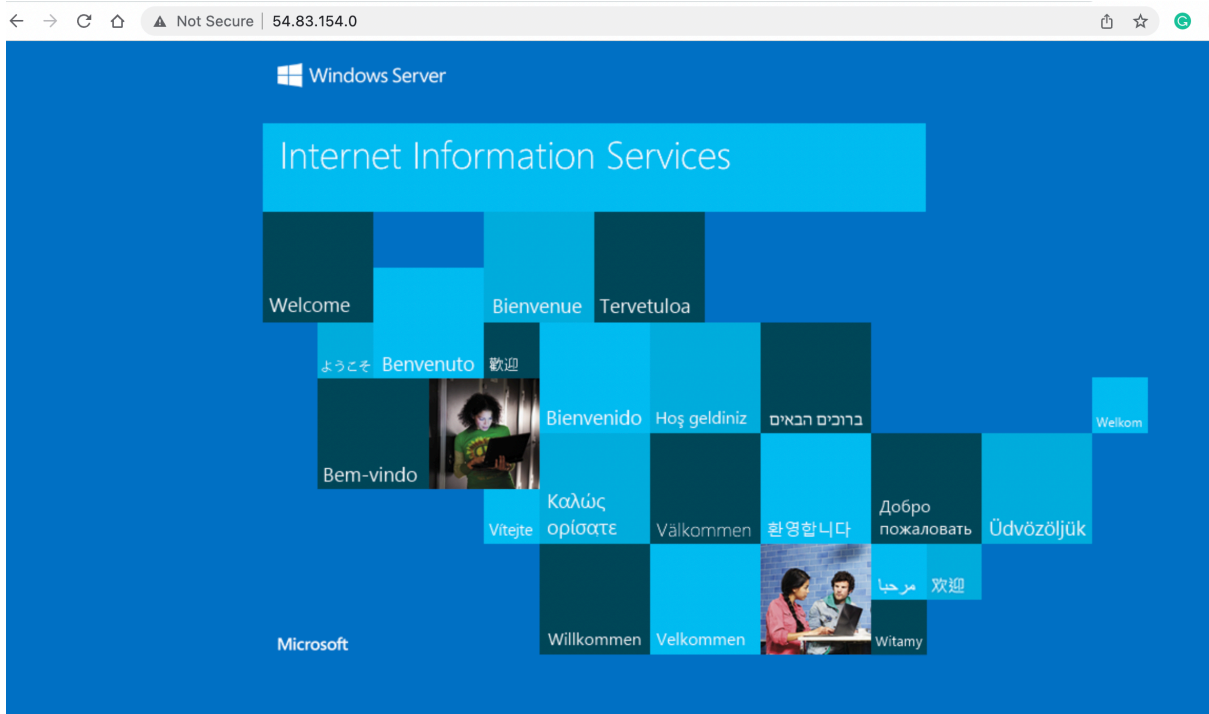 Not Secure | 54.83.154.0
Windows Server
Internet Information Services
Welcome
Bienvenue
Tervetuloa
ようこそ
Benvenuto
歡迎
Bienvenido
Hoş geldiniz
ברוכים הבאים
Welkom
Bem-vindo
Vítejte
Καλώς
ορίσατε
Välkommen
환영합니다
Добро
пожаловать
Üdvözöljük
مرحبا
欢迎
Willkommen
Velkommen
Witamy
Microsoft